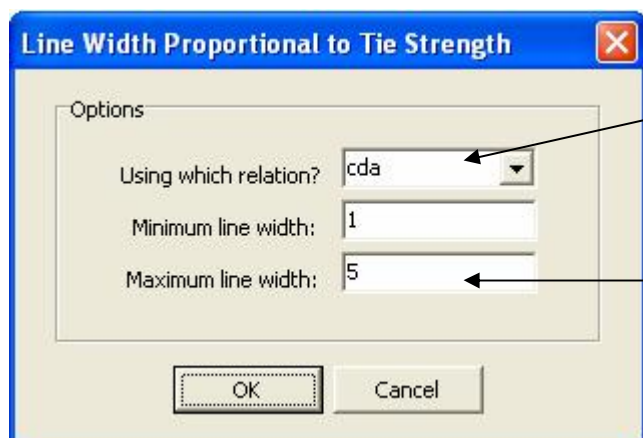 Line Width Proportional to Tie Strength
Options
Using which relation? cda
Minimum line width: 1
Maximum line width: 5
OK Cancel